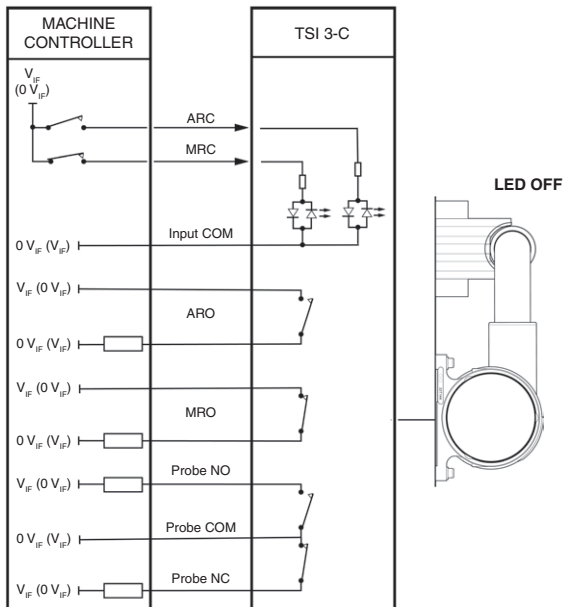 MACHINE
CONTROLLER
TSI 3-C
V_IF
(0 V_IF)
ARC
MRC
LED OFF
Input COM
0 V_IF (V_IF)
V_IF (0 V_IF)
ARO
0 V_IF (V_IF)
V_IF (0 V_IF)
MRO
0 V_IF (V_IF)
Probe NO
V_IF (0 V_IF)
Probe COM
0 V_IF (V_IF)
Probe NC
V_IF (0 V_IF)